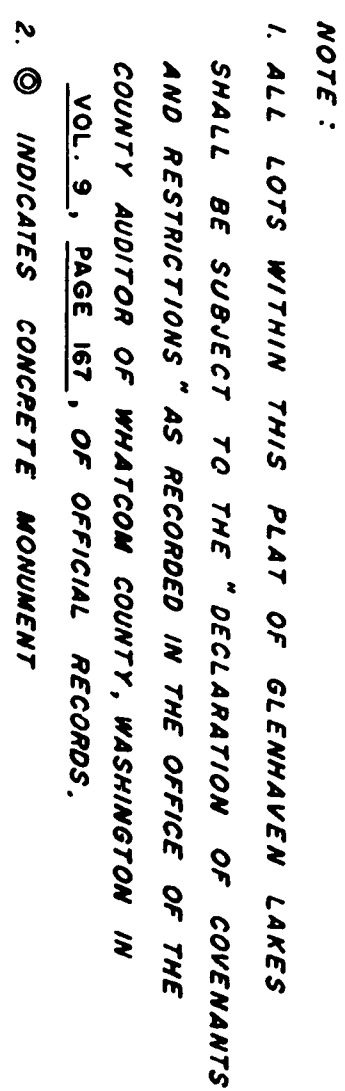 NOTE :
1. ALL LOTS WITHIN THIS PLAT OF GLENHAVEN LAKES
SHALL BE SUBJECT TO THE "DECLARATION OF COVENANTS
AND RESTRICTIONS" AS RECORDED IN THE OFFICE OF THE
COUNTY AUDITOR OF WHATCOM COUNTY, WASHINGTON IN
VOL. 9, PAGE 167, OF OFFICIAL RECORDS.
2. ◎ INDICATES CONCRETE MONUMENT